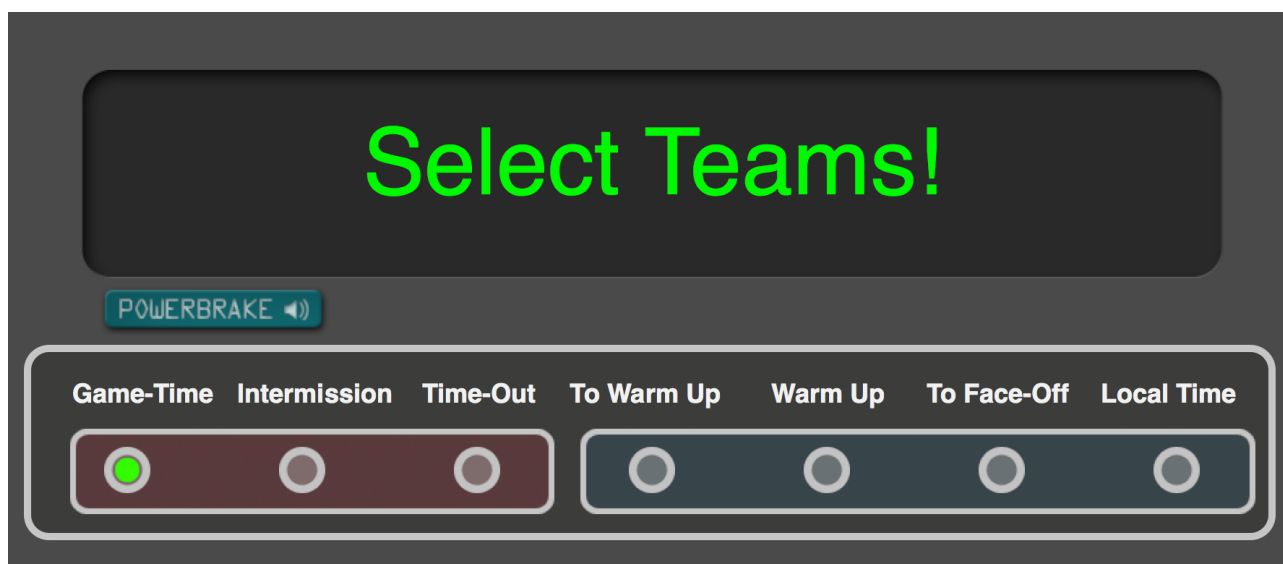 Select Teams!
POWERBRAKE
Game-Time Intermission Time-Out To Warm Up Warm Up To Face-Off Local Time